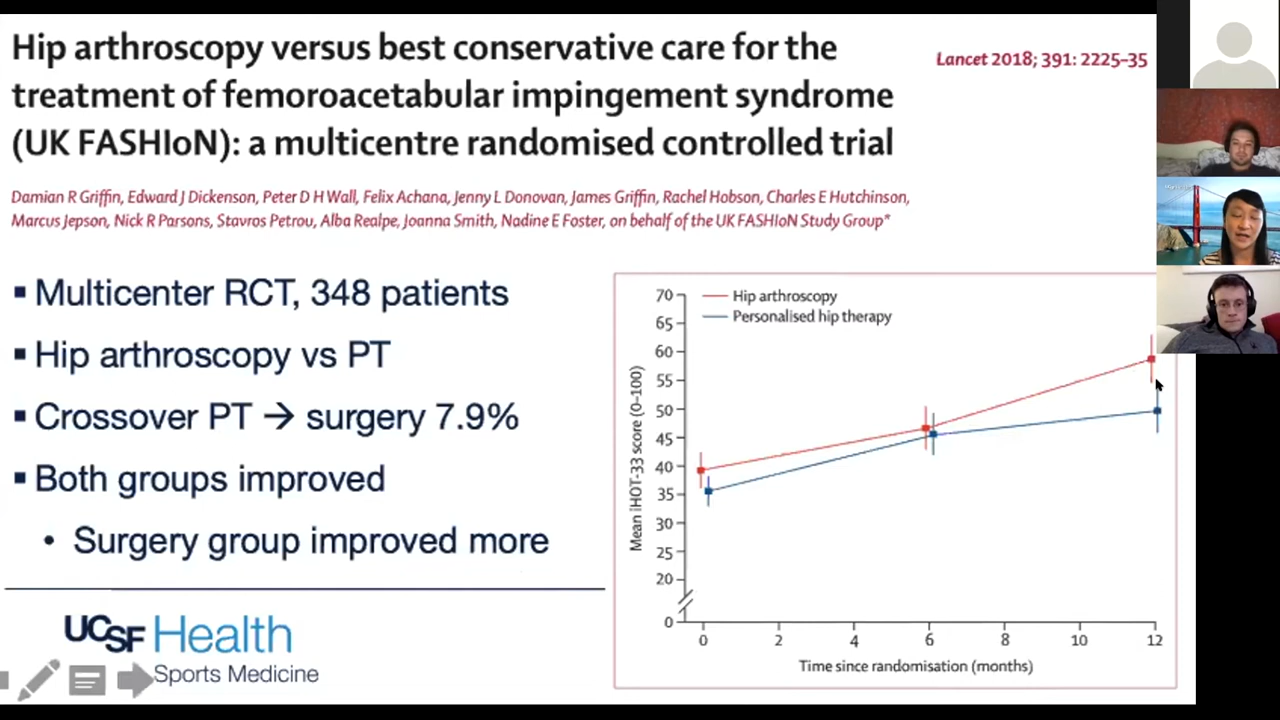 Hip arthroscopy versus best conservative care for the
treatment of femoroacetabular impingement syndrome
(UK FASHIoN): a multicentre randomised controlled trial
Lancet 2018; 391: 2225–35
Damian R Griffin, Edward J Dickenson, Peter D H Wall, Felix Achana, Jenny L Donovan, James Griffin, Rachel Hobson, Charles E Hutchinson,
Marcus Jepson, Nick R Parsons, Stavros Petrou, Alba Realpe, Joanna Smith, Nadine E Foster, on behalf of the UK FASHIoN Study Group*
▪ Multicenter RCT, 348 patients
▪ Hip arthroscopy vs PT
▪ Crossover PT → surgery 7.9%
▪ Both groups improved
• Surgery group improved more
UCSF Health
Sports Medicine
Hip arthroscopy
Personalised hip therapy
Mean iHOT-33 score (0–100)
70
65
60
55
50
45
40
35
30
25
20
0
0 2 4 6 8 10 12
Time since randomisation (months)